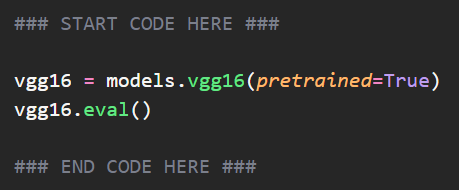 ### START CODE HERE ###
vgg16 = models.vgg16(pretrained=True)
vgg16.eval()
### END CODE HERE ###